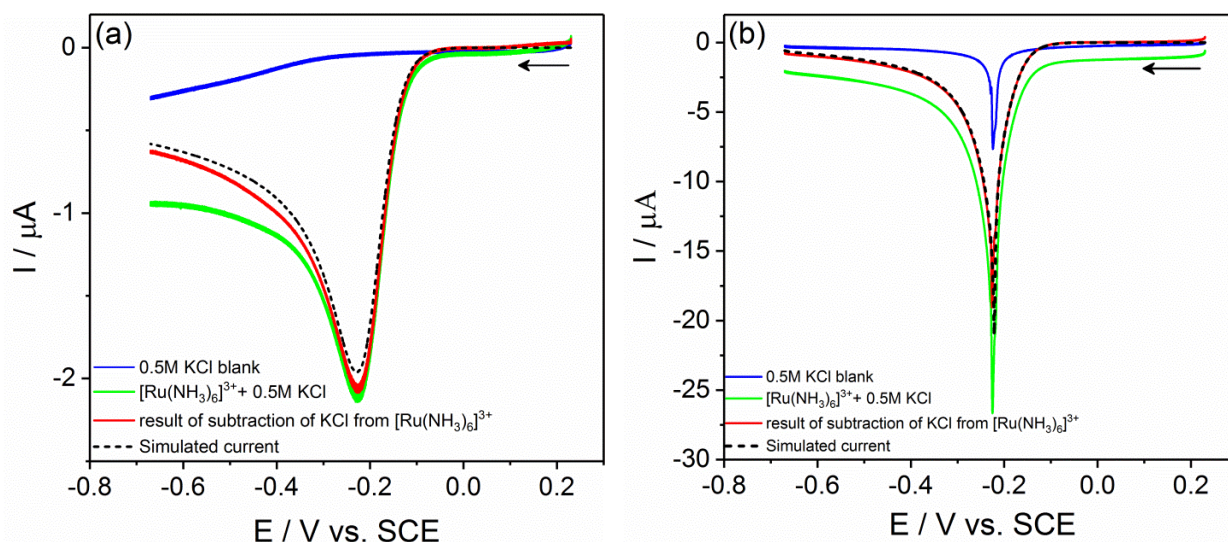 (a)
0
-1
-2
I / µA
0.5M KCl blank
[Ru(NH₃)₆]³⁺+ 0.5M KCl
result of subtraction of KCl from [Ru(NH₃)₆]³⁺
Simulated current
-0.8 -0.6 -0.4 -0.2 0.0 0.2
E / V vs. SCE
(b)
0
-5
-10
-15
-20
-25
-30
I / µA
0.5M KCl blank
[Ru(NH₃)₆]³⁺+ 0.5M KCl
result of subtraction of KCl from [Ru(NH₃)₆]³⁺
Simulated current
-0.8 -0.6 -0.4 -0.2 0.0 0.2
E / V vs. SCE